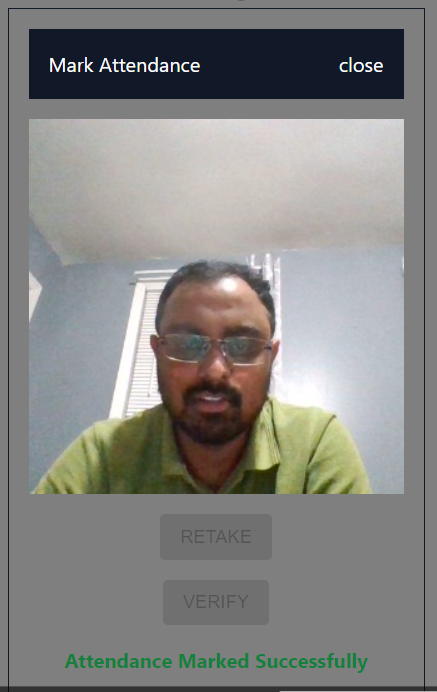 Mark Attendance close
RETAKE
VERIFY
Attendance Marked Successfully